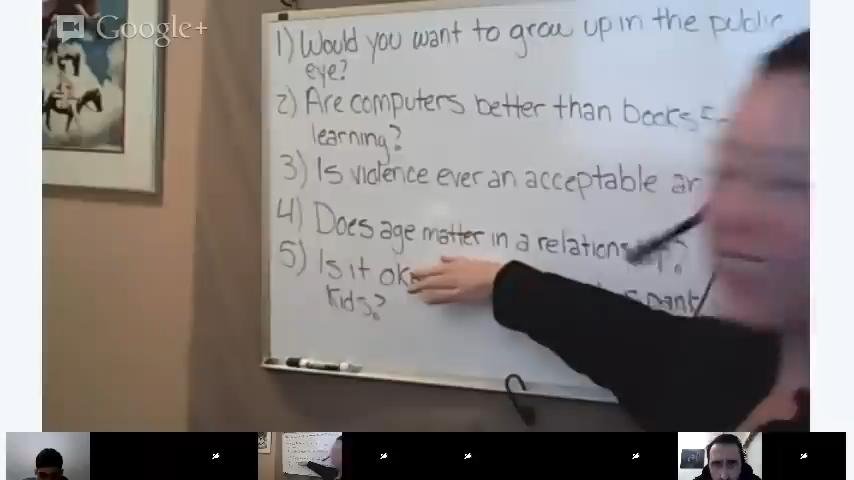 Google+
1) Would you want to grow up in the public
eye?
2) Are computers better than books
learning?
3) Is violence ever an acceptable
4) Does age matter in a
5) Is it
kids?